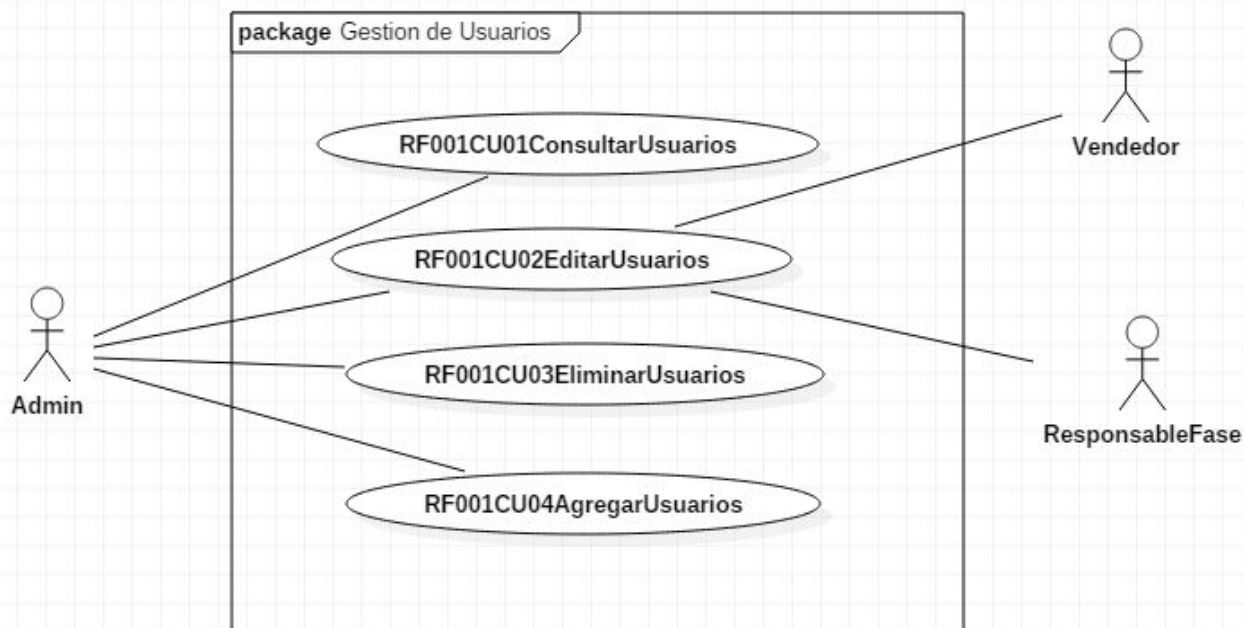 package Gestion de Usuarios
Vendedor
RF001CU01ConsultarUsuarios
RF001CU02EditarUsuarios
RF001CU03EliminarUsuarios
Admin
ResponsableFase
RF001CU04AgregarUsuarios